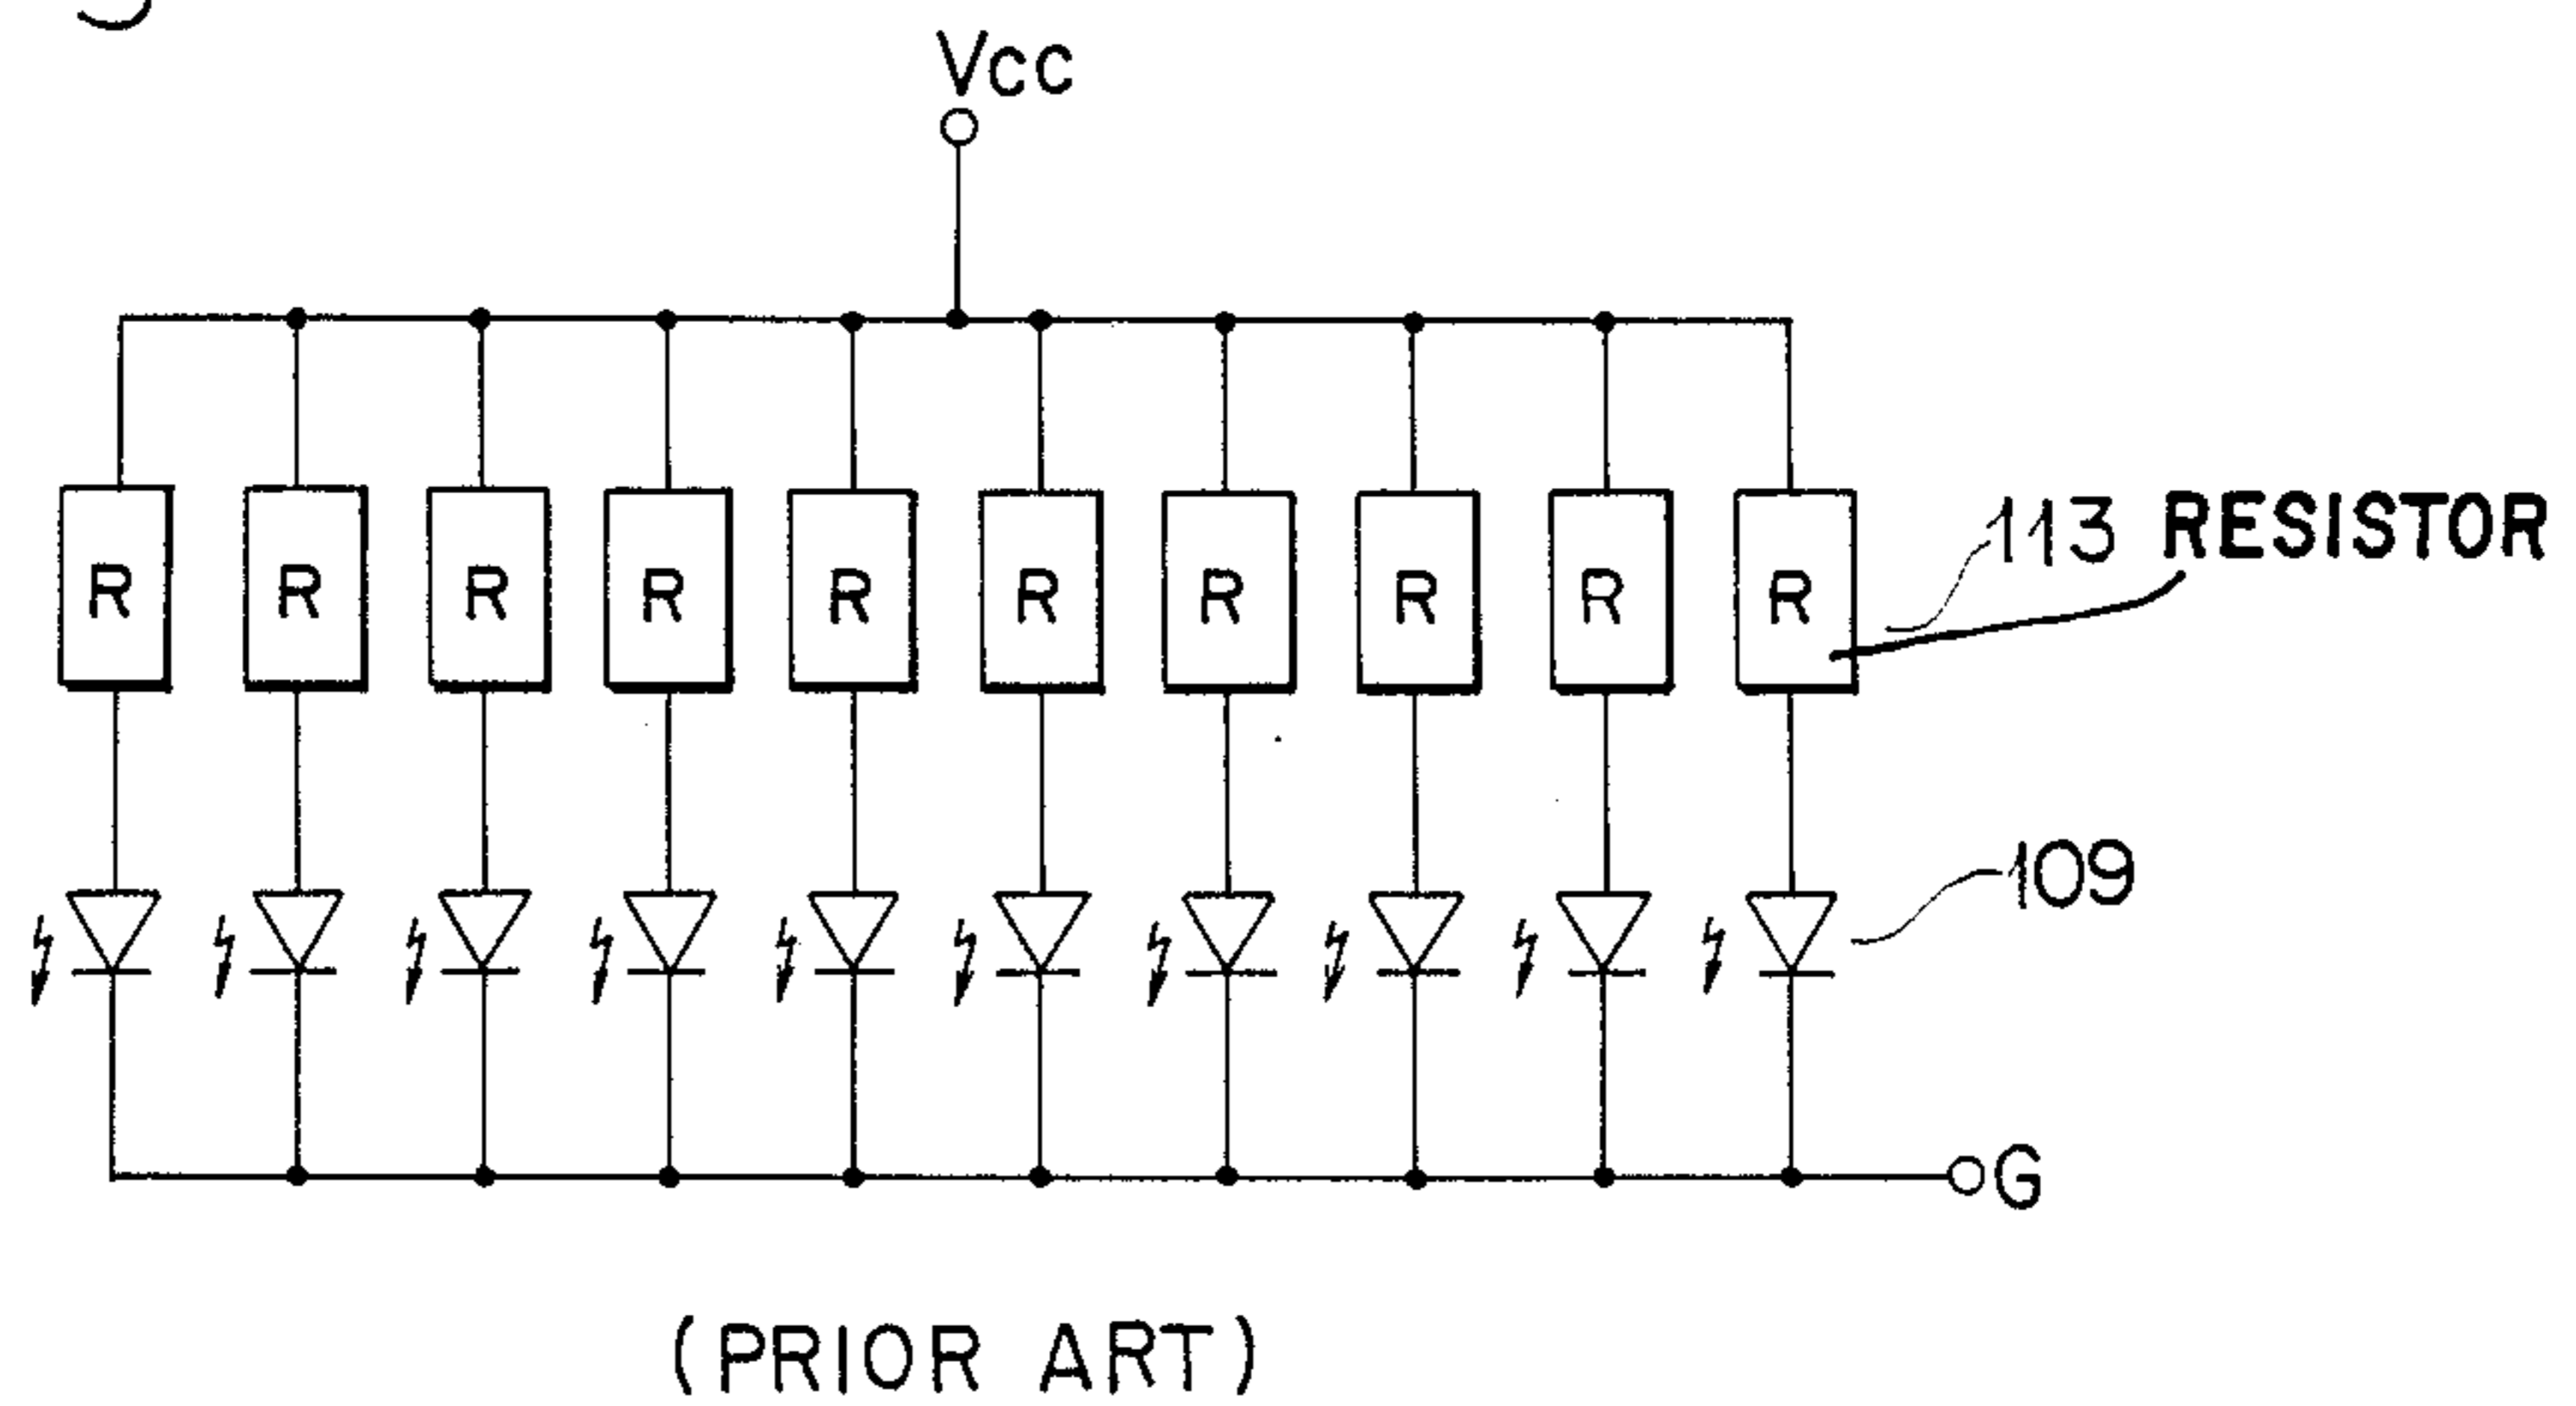 Vcc
R R R R R R R R R R
113 RESISTOR
109
G
(PRIOR ART)